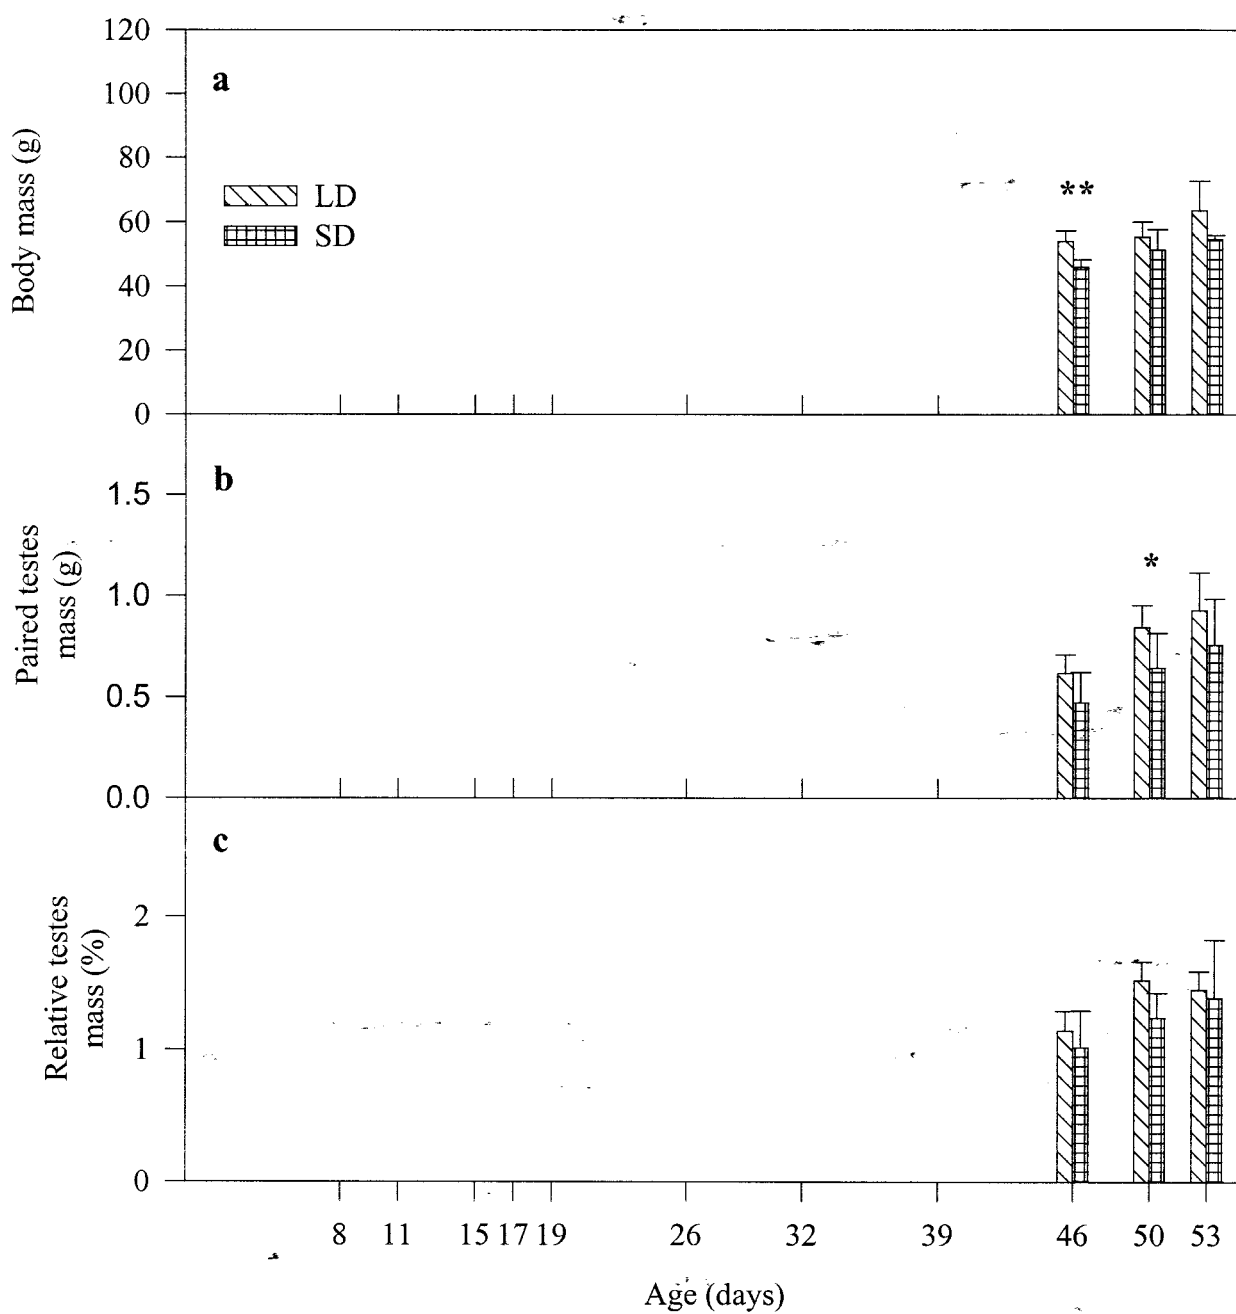 120
a
100
Body mass (g)
80
LD
**
60
SD
40
20
0
b
1.5
Paired testes
mass (g)
*
1.0
0.5
0.0
c
2
Relative testes
mass (%)
1
0
8 11 15 17 19 26 32 39 46 50 53
Age (days)